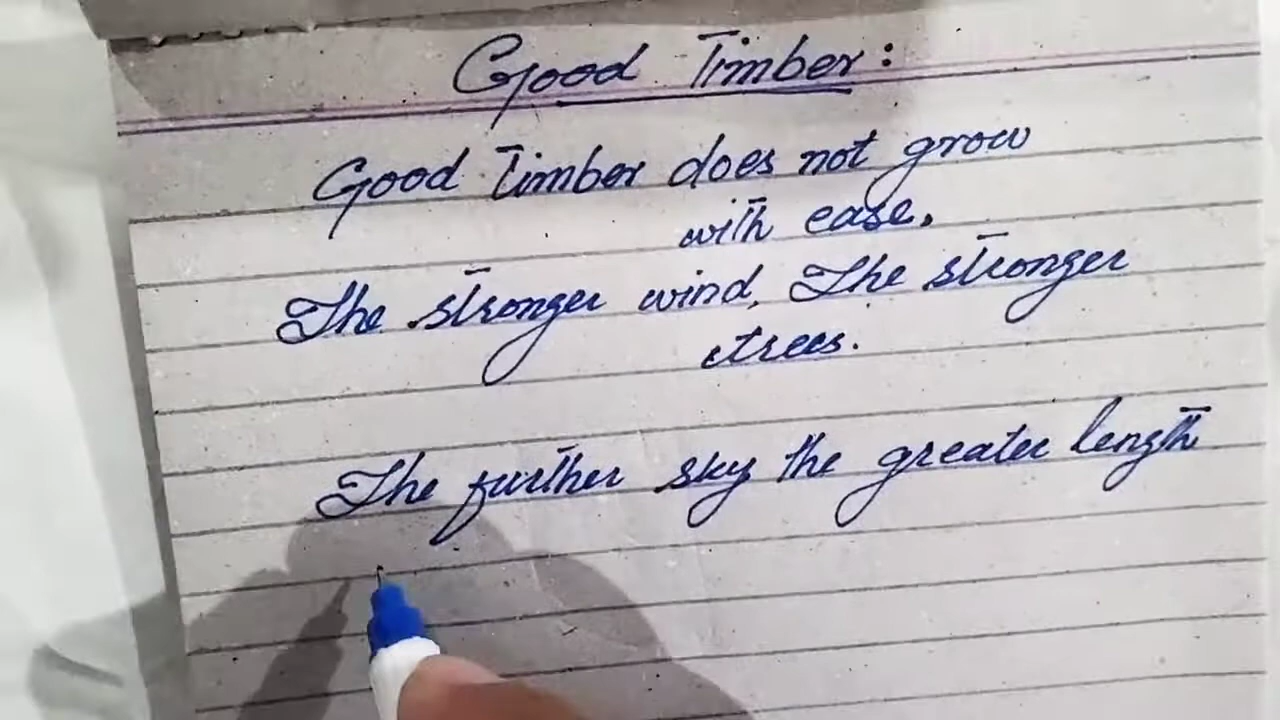 Good Timber:
Good Timber does not grow
with ease,
The stronger wind, The stronger
trees.
The further sky the greater length